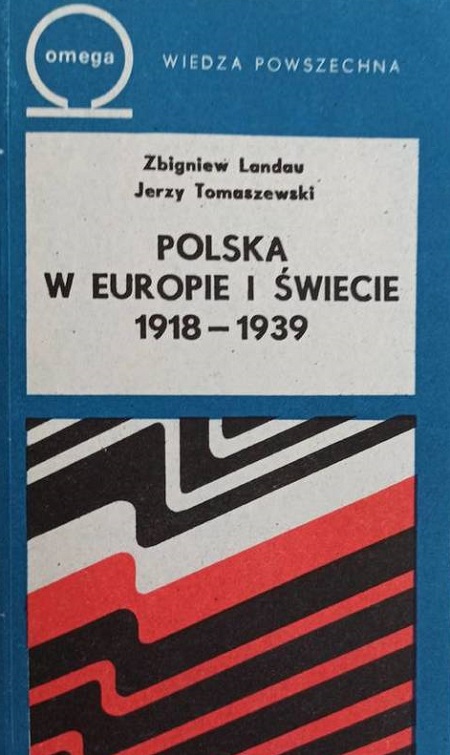 omega
WIEDZA POWSZECHNA
Zbigniew Landau
Jerzy Tomaszewski
POLSKA
W EUROPIE I ŚWIECIE
1918 – 1939